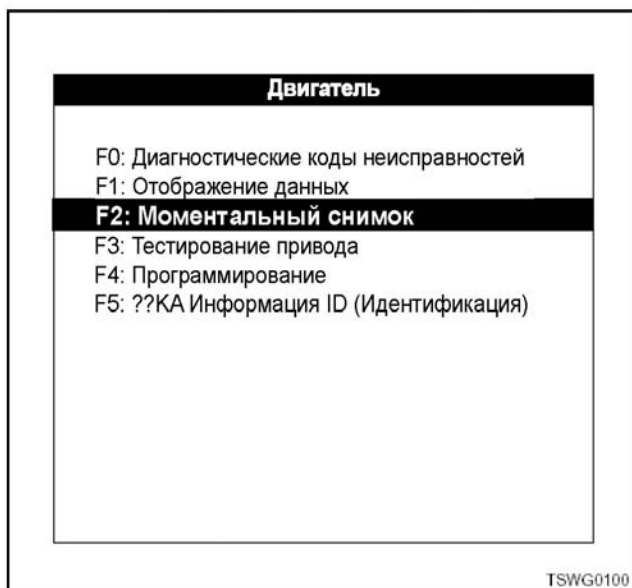 Двигатель
F0: Диагностические коды неисправностей
F1: Отображение данных
F2: Моментальный снимок
F3: Тестирование привода
F4: Программирование
F5: ??KA Информация ID (Идентификация)
TSWG0100